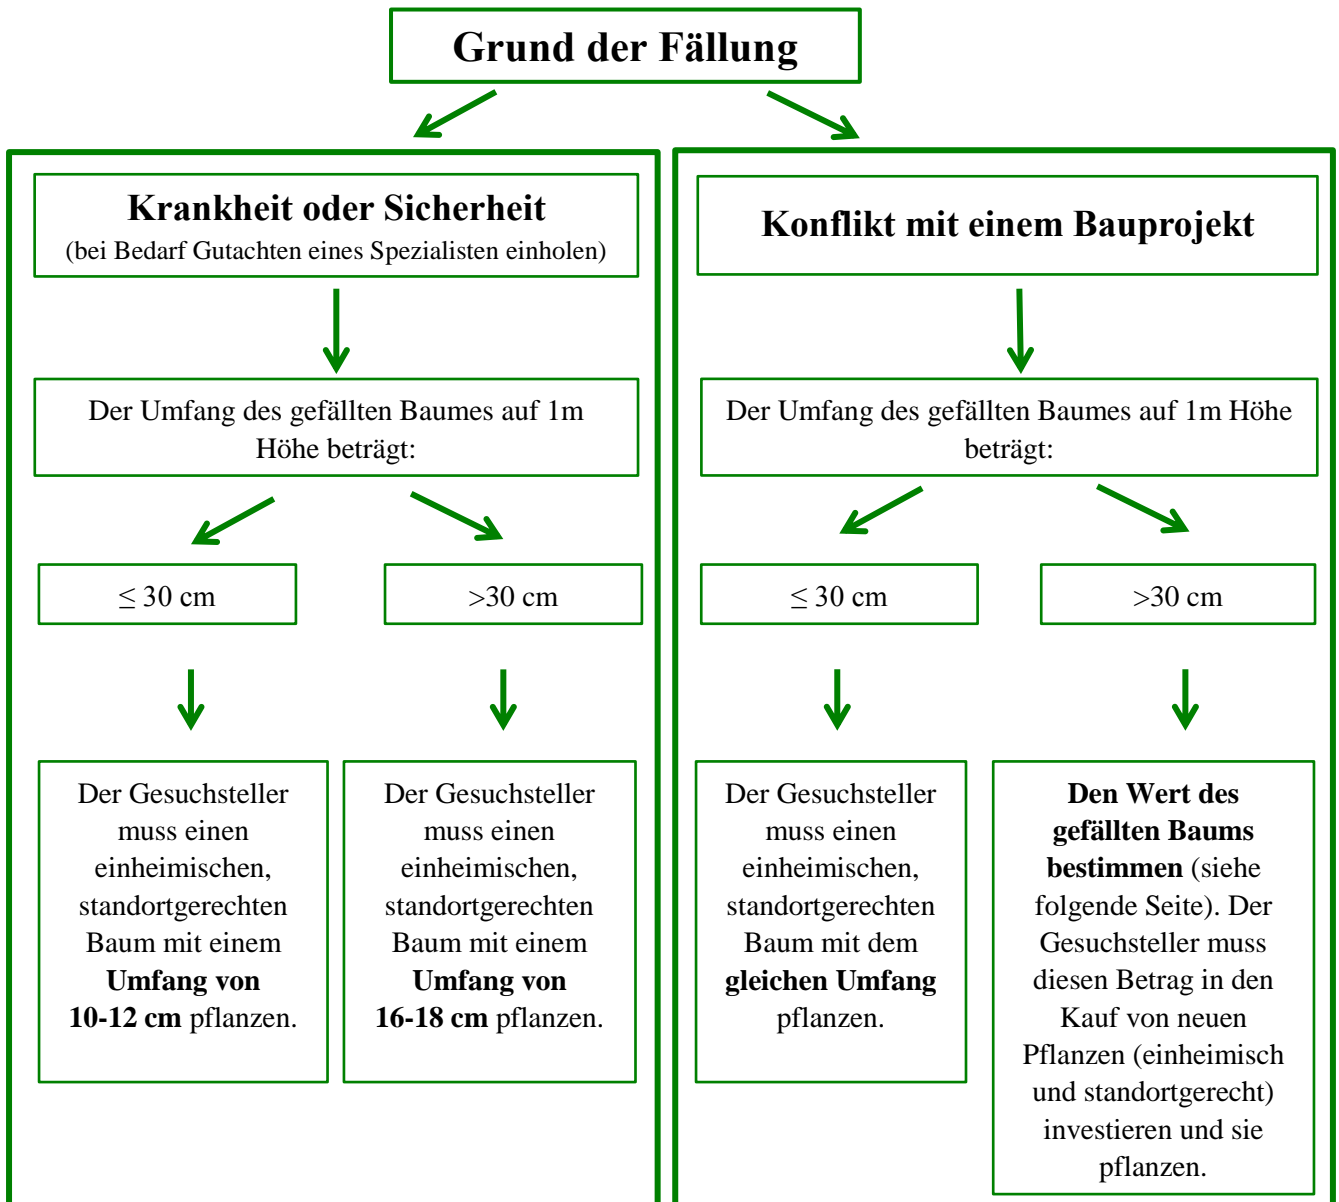 Grund der Fällung
Krankheit oder Sicherheit
(bei Bedarf Gutachten eines Spezialisten einholen)
Der Umfang des gefällten Baumes auf 1m
Höhe beträgt:
≤ 30 cm
>30 cm
Der Gesuchsteller
muss einen
einheimischen,
standortgerechten
Baum mit einem
Umfang von
10-12 cm pflanzen.
Der Gesuchsteller
muss einen
einheimischen,
standortgerechten
Baum mit einem
Umfang von
16-18 cm pflanzen.
Konflikt mit einem Bauprojekt
Der Umfang des gefällten Baumes auf 1m Höhe
beträgt:
≤ 30 cm
>30 cm
Der Gesuchsteller
muss einen
einheimischen,
standortgerechten
Baum mit dem
gleichen Umfang
pflanzen.
Den Wert des
gefällten Baums
bestimmen (siehe
folgende Seite). Der
Gesuchsteller muss
diesen Betrag in den
Kauf von neuen
Pflanzen (einheimisch
und standortgerecht)
investieren und sie
pflanzen.